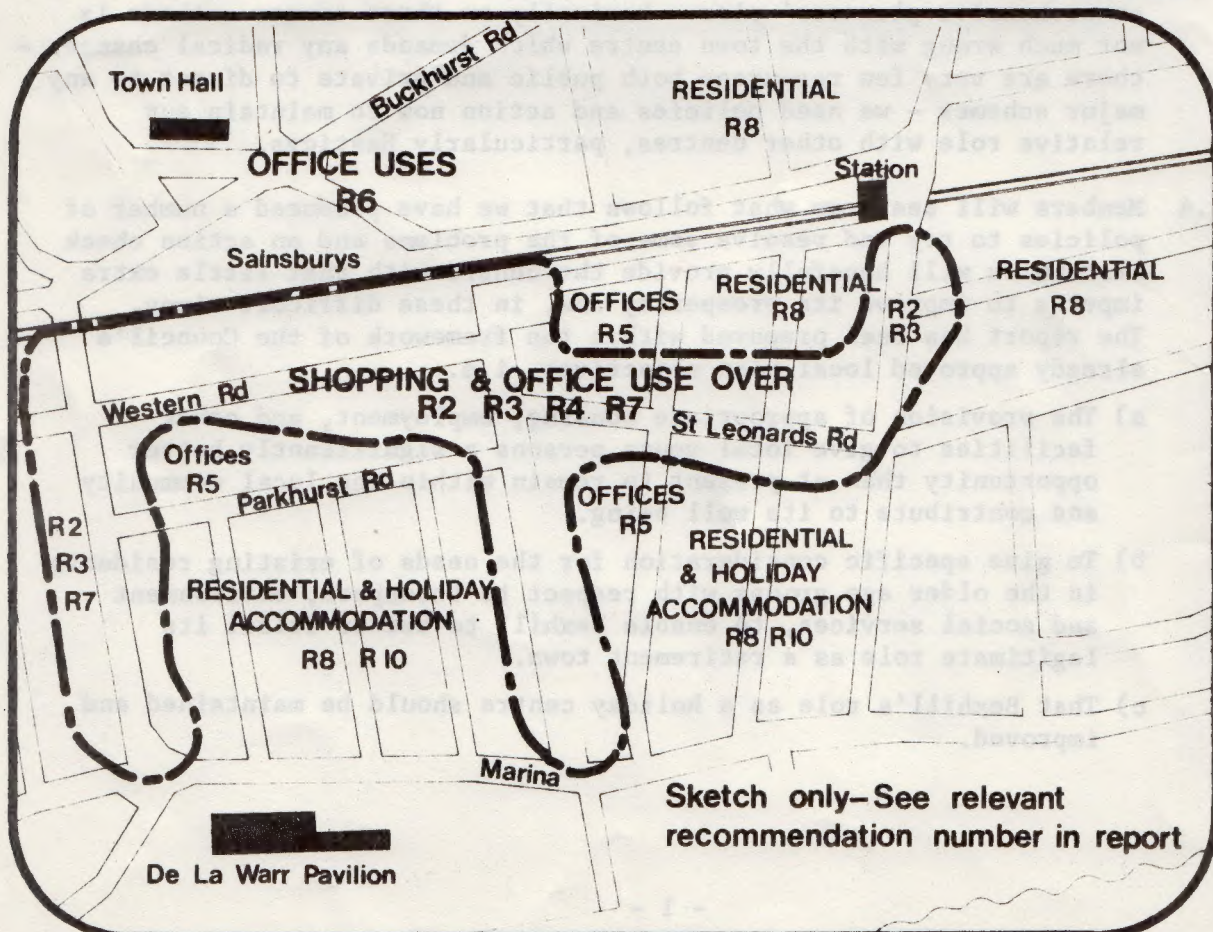 Buckhurst Rd
Town Hall
RESIDENTIAL
R8
OFFICE USES
R6
Station
Sainsburys
OFFICES
R5
RESIDENTIAL
R8
R2
R3
RESIDENTIAL
R8
SHOPPING & OFFICE USE OVER
R2 R3 R4 R7
Western Rd
St Leonards Rd
Offices
R5
Parkhurst Rd
OFFICES
R5
R2
R3
R7
RESIDENTIAL & HOLIDAY
ACCOMMODATION
R8 R10
RESIDENTIAL
& HOLIDAY
ACCOMMODATION
R8 R10
Marina
De La Warr Pavilion
Sketch only–See relevant
recommendation number in report